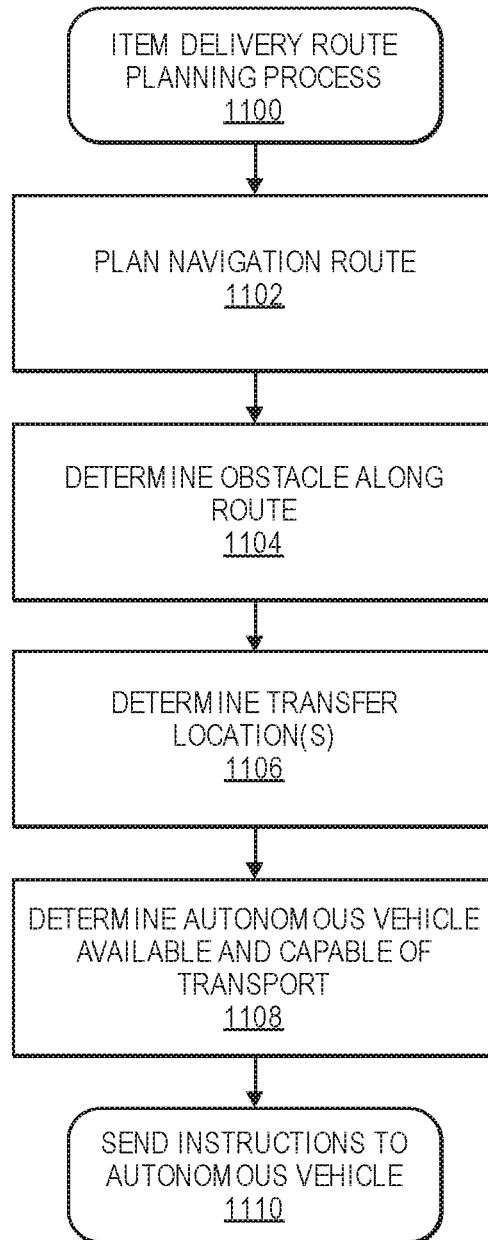 ITEM DELIVERY ROUTE
PLANNING PROCESS
1100
PLAN NAVIGATION ROUTE
1102
DETERMINE OBSTACLE ALONG
ROUTE
1104
DETERMINE TRANSFER
LOCATION(S)
1106
DETERMINE AUTONOMOUS VEHICLE
AVAILABLE AND CAPABLE OF
TRANSPORT
1108
SEND INSTRUCTIONS TO
AUTONOMOUS VEHICLE
1110